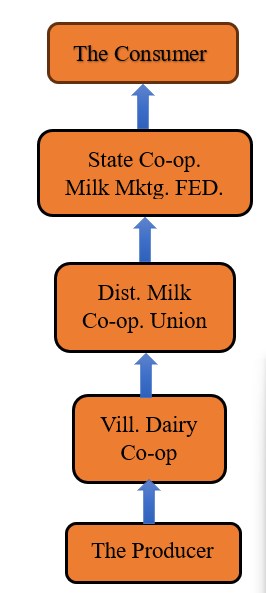 The Consumer
State Co-op.
Milk Mktg. FED.
Dist. Milk
Co-op. Union
Vill. Dairy
Co-op
The Producer